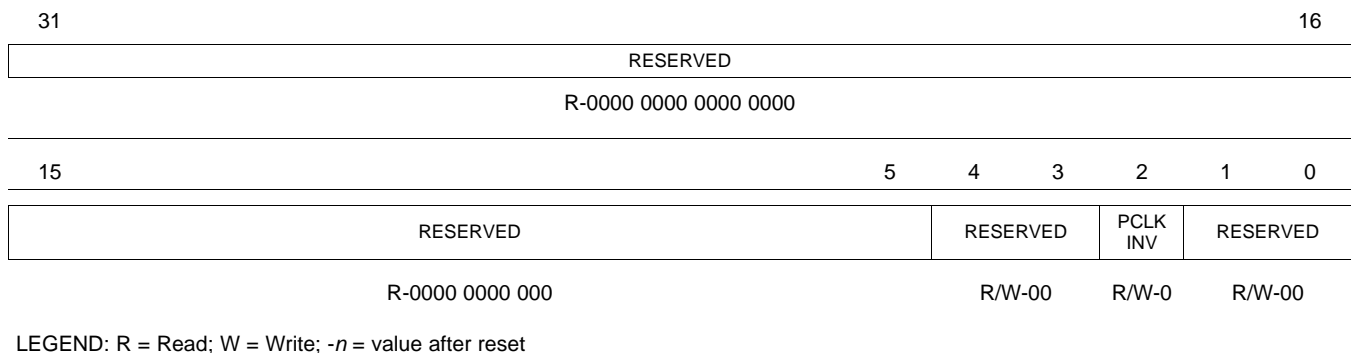 31 16
RESERVED
R-0000 0000 0000 0000
15 5 4 3 2 1 0
RESERVED RESERVED PCLK INV RESERVED
R-0000 0000 000 R/W-00 R/W-0 R/W-00
LEGEND: R = Read; W = Write; -n = value after reset